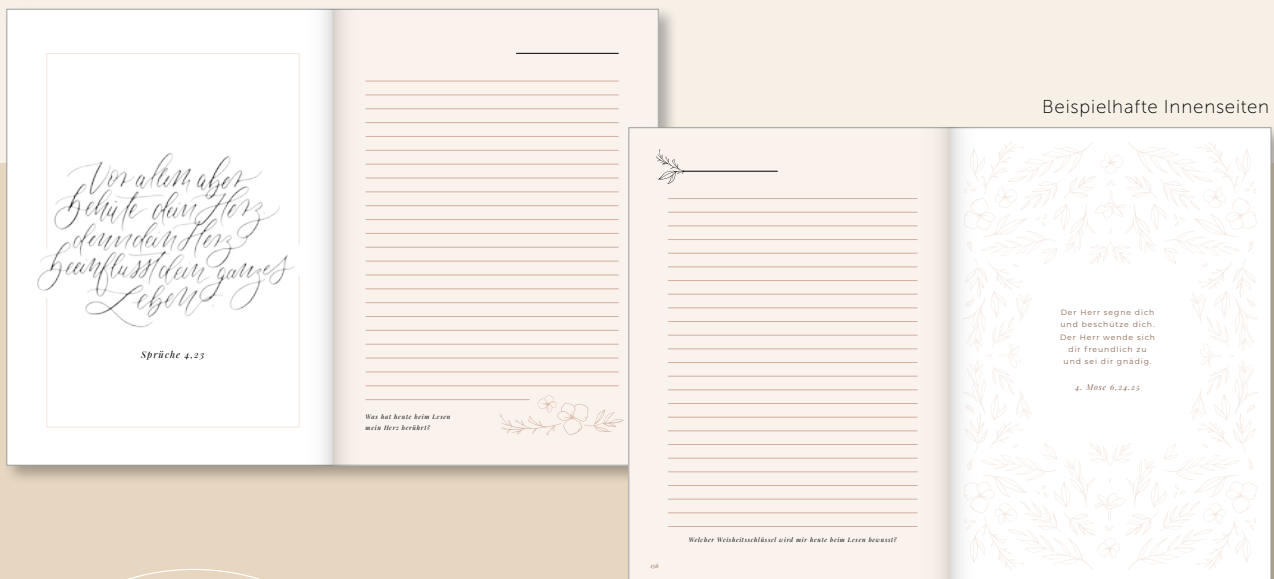 Beispielhafte Innenseiten
Vor allem aber
behüte dein Herz
denn dein Herz
beeinflusst dein ganzes
Leben
Sprüche 4,23
Was hat heute beim Lesen
mein Herz berührt?
Der Herr segne dich
und beschütze dich.
Der Herr wende sich
dir freundlich zu
und sei dir gnädig.
4. Mose 6,24.25
Welcher Weisheitsschlüssel wird mir heute beim Lesen bewusst?